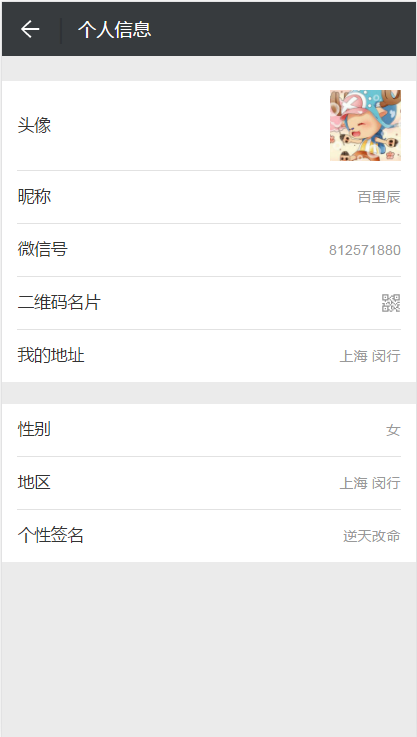 个人信息
头像
昵称 百里辰
微信号 812571880
二维码名片
我的地址 上海 闵行
性别 女
地区 上海 闵行
个性签名 逆天改命